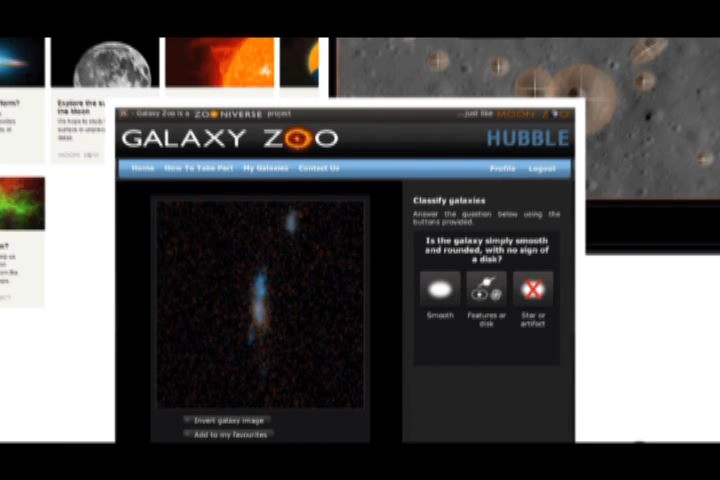 Explore the
the Moon
MOON ZOO
- Galaxy Zoo is a ZOONIVERSE project
...just like MOON ZOO
GALAXY ZOO
HUBBLE
Home How To Take Part My Galaxies Contact Us
Profile Logout
Classify galaxies
Answer the question below using the
buttons provided.
Is the galaxy simply smooth
and rounded, with no sign of
a disk?
Smooth
Features or
disk
Star or
artifact
Invert galaxy image
Add to my favourites